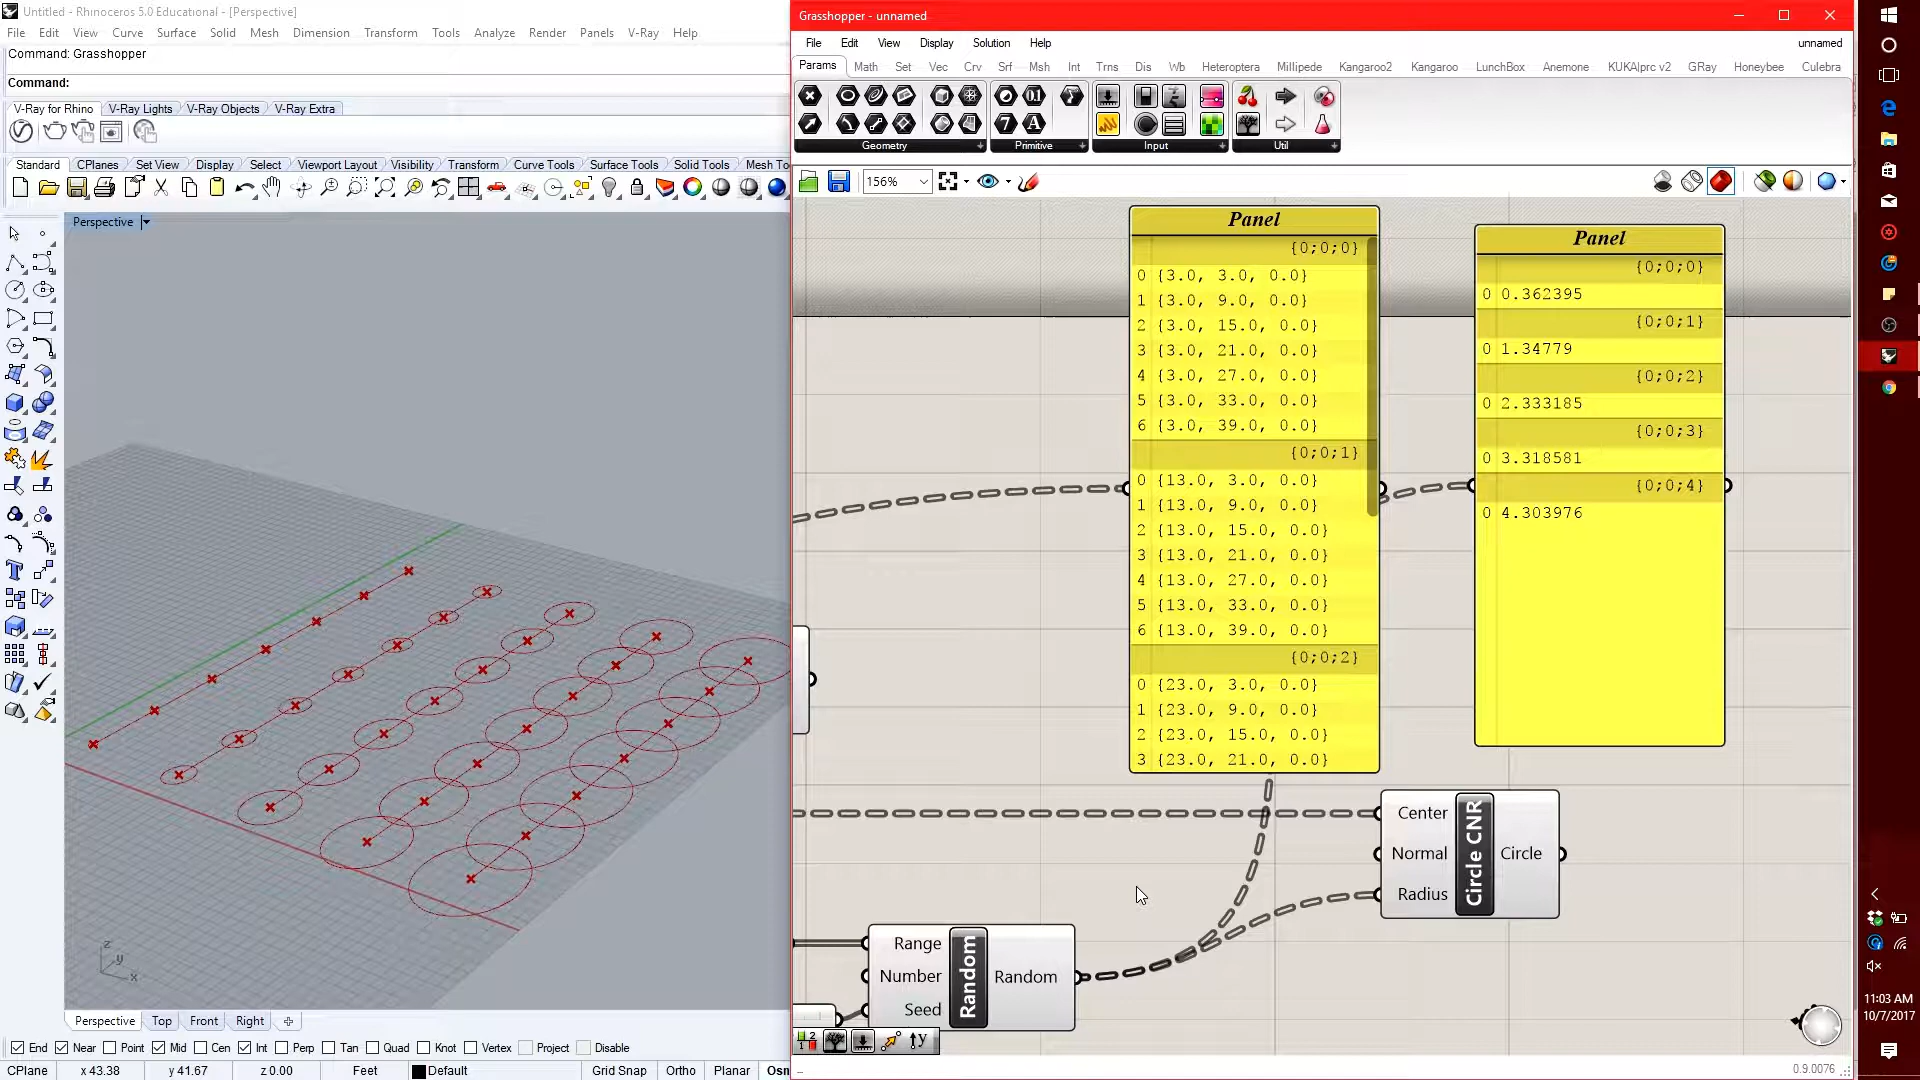 Untitled - Rhinoceros 5.0 Educational - [Perspective]
File Edit View Curve Surface Solid Mesh Dimension Transform Tools Analyze Render Panels V-Ray Help
Command: Grasshopper
Command:
V-Ray for Rhino V-Ray Lights V-Ray Objects V-Ray Extra
Standard CPlanes Set View Display Select Viewport Layout Visibility Transform Curve Tools Surface Tools Solid Tools Mesh To
Perspective
z
y
x
Perspective Top Front Right
End Near Point Mid Cen Int Perp Tan Quad Knot Vertex Project Disable
CPlane x 43.38 y 41.67 z 0.00 Feet Default Grid Snap Ortho Planar Osn
Grasshopper - unnamed
File Edit View Display Solution Help unnamed
Params Math Set Vec Crv Srf Msh Int Trns Dis Wb Heteroptera Millipede Kangaroo2 Kangaroo LunchBox Anemone KUKA|prc v2 GRay Honeybee Culebra
Geometry Primitive Input Util
156%
Panel
{0;0;0}
0 {3.0, 3.0, 0.0}
1 {3.0, 9.0, 0.0}
2 {3.0, 15.0, 0.0}
3 {3.0, 21.0, 0.0}
4 {3.0, 27.0, 0.0}
5 {3.0, 33.0, 0.0}
6 {3.0, 39.0, 0.0}
{0;0;1}
0 {13.0, 3.0, 0.0}
1 {13.0, 9.0, 0.0}
2 {13.0, 15.0, 0.0}
3 {13.0, 21.0, 0.0}
4 {13.0, 27.0, 0.0}
5 {13.0, 33.0, 0.0}
6 {13.0, 39.0, 0.0}
{0;0;2}
0 {23.0, 3.0, 0.0}
1 {23.0, 9.0, 0.0}
2 {23.0, 15.0, 0.0}
3 {23.0, 21.0, 0.0}
Panel
{0;0;0}
0 0.362395
{0;0;1}
0 1.34779
{0;0;2}
0 2.333185
{0;0;3}
0 3.318581
{0;0;4}
0 4.303976
Center
Normal
Radius
Circle CNR
Circle
Range
Number
Seed
Random
Random
0.9.0076
11:03 AM
10/7/2017